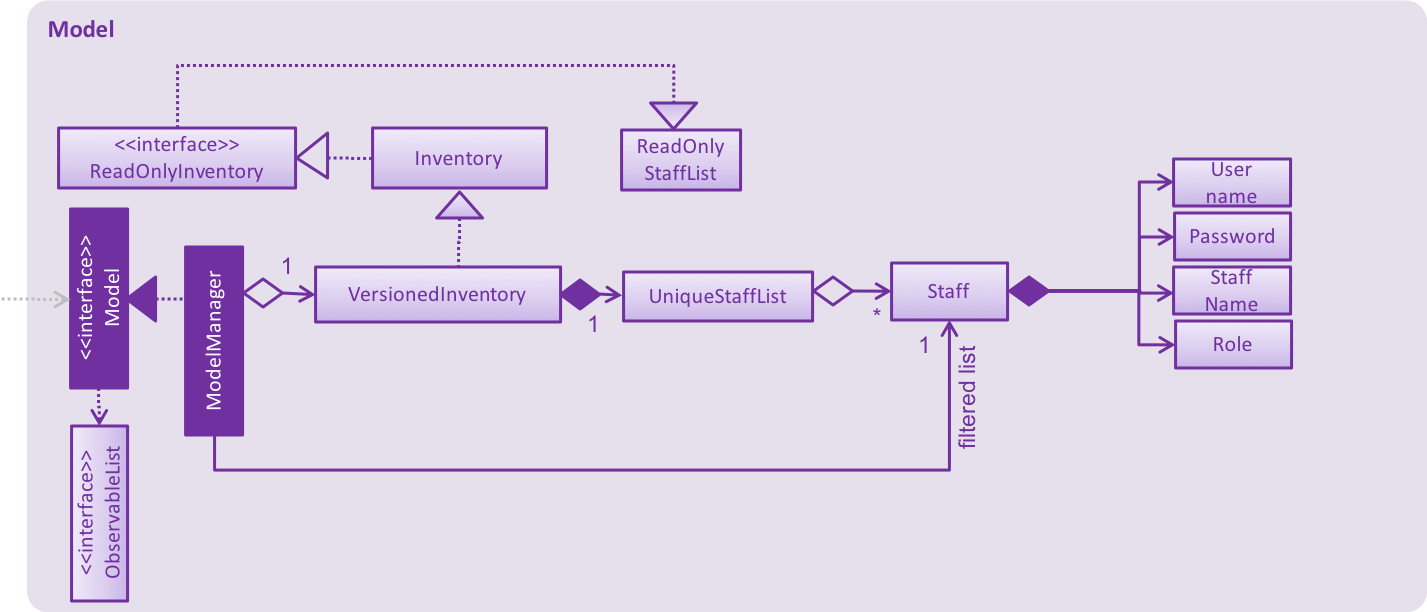 Model
<<interface>>
ReadOnlyInventory
Inventory
ReadOnly
StaffList
<<interface>>
Model
ModelManager
1
VersionedInventory
1
UniqueStaffList
*
Staff
1
filtered list
User
name
Password
Staff
Name
Role
<<interface>>
ObservableList